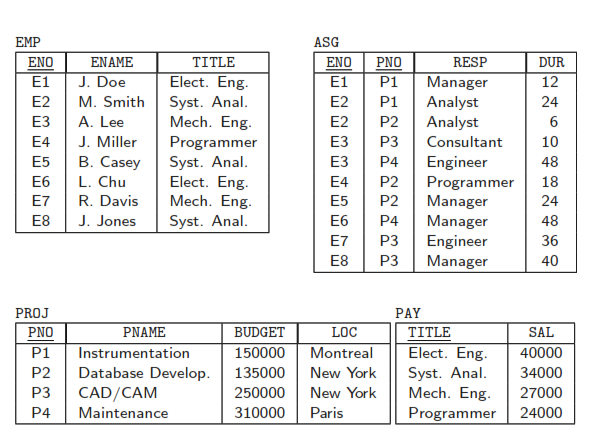 EMP
ENO ENAME TITLE
E1 J. Doe Elect. Eng.
E2 M. Smith Syst. Anal.
E3 A. Lee Mech. Eng.
E4 J. Miller Programmer
E5 B. Casey Syst. Anal.
E6 L. Chu Elect. Eng.
E7 R. Davis Mech. Eng.
E8 J. Jones Syst. Anal.
ASG
ENO PNO RESP DUR
E1 P1 Manager 12
E2 P1 Analyst 24
E2 P2 Analyst 6
E3 P3 Consultant 10
E3 P4 Engineer 48
E4 P2 Programmer 18
E5 P2 Manager 24
E6 P4 Manager 48
E7 P3 Engineer 36
E8 P3 Manager 40
PROJ
PNO PNAME BUDGET LOC
P1 Instrumentation 150000 Montreal
P2 Database Develop. 135000 New York
P3 CAD/CAM 250000 New York
P4 Maintenance 310000 Paris
PAY
TITLE SAL
Elect. Eng. 40000
Syst. Anal. 34000
Mech. Eng. 27000
Programmer 24000